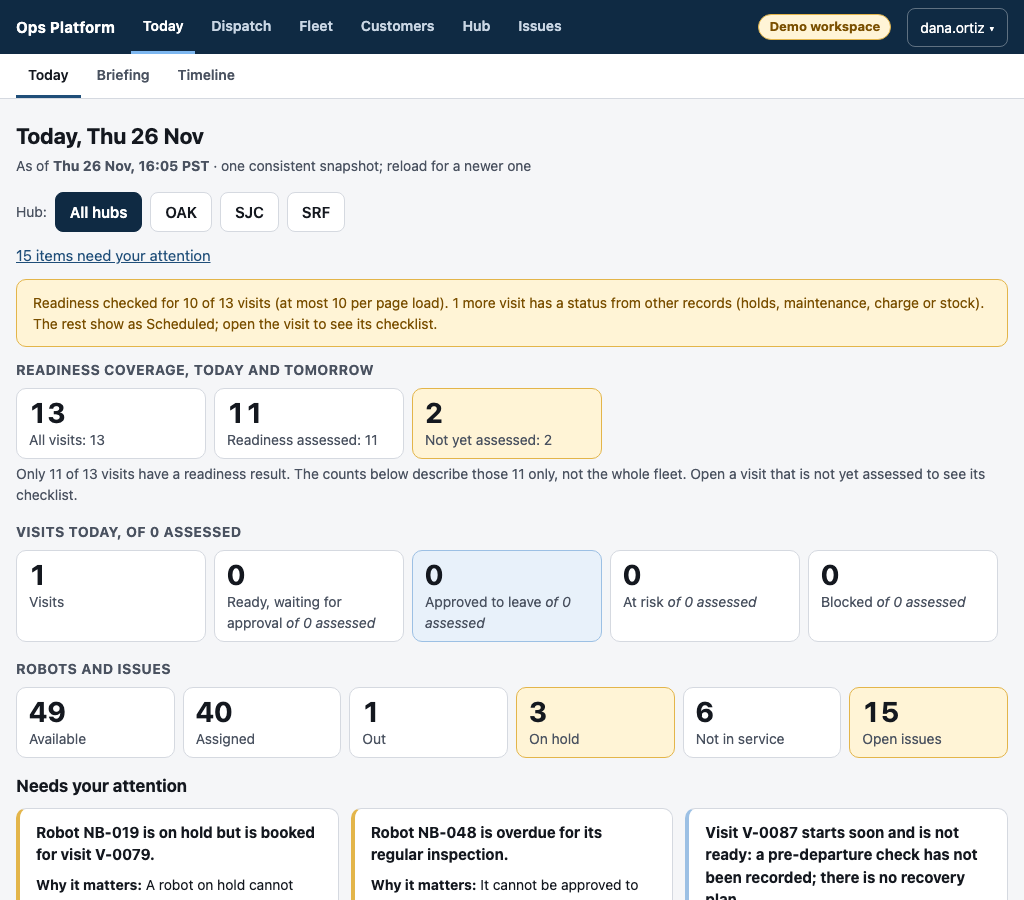 Ops Platform Today Dispatch Fleet Customers Hub Issues Demo workspace dana.ortiz ▾
Today Briefing Timeline
Today, Thu 26 Nov
As of Thu 26 Nov, 16:05 PST · one consistent snapshot; reload for a newer one
Hub: All hubs OAK SJC SRF
15 items need your attention
Readiness checked for 10 of 13 visits (at most 10 per page load). 1 more visit has a status from other records (holds, maintenance, charge or stock).
The rest show as Scheduled; open the visit to see its checklist.
READINESS COVERAGE, TODAY AND TOMORROW
13
All visits: 13
11
Readiness assessed: 11
2
Not yet assessed: 2
Only 11 of 13 visits have a readiness result. The counts below describe those 11 only, not the whole fleet. Open a visit that is not yet assessed to see its
checklist.
VISITS TODAY, OF 0 ASSESSED
1
Visits
0
Ready, waiting for
approval of 0 assessed
0
Approved to leave of 0
assessed
0
At risk of 0 assessed
0
Blocked of 0 assessed
ROBOTS AND ISSUES
49
Available
40
Assigned
1
Out
3
On hold
6
Not in service
15
Open issues
Needs your attention
Robot NB-019 is on hold but is booked
for visit V-0079.
Why it matters: A robot on hold cannot
Robot NB-048 is overdue for its
regular inspection.
Why it matters: It cannot be approved to
Visit V-0087 starts soon and is not
ready: a pre-departure check has not
been recorded; there is no recovery
plan